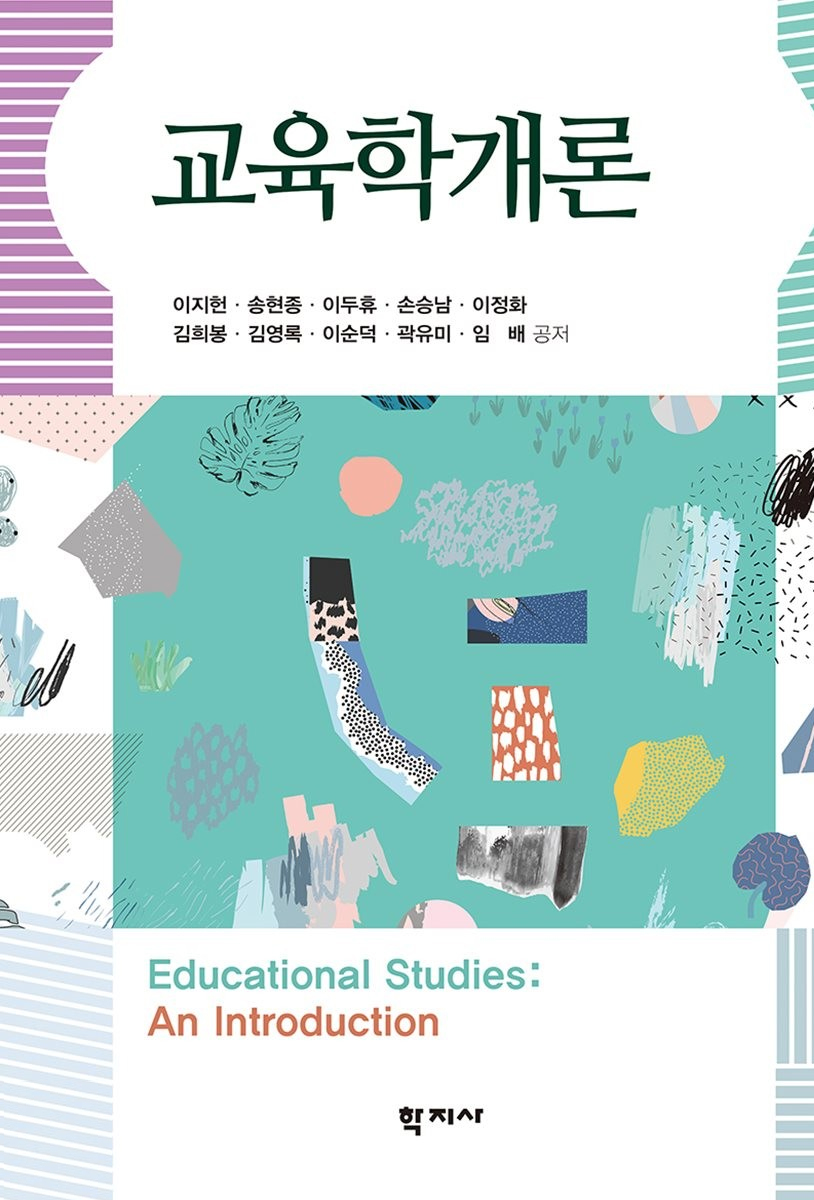 교육학개론
이지헌 · 송현종 · 이두휴 · 손승남 · 이정화
김희봉 · 김영록 · 이순덕 · 곽유미 · 임 배 공저
Educational Studies:
An Introduction
학지사